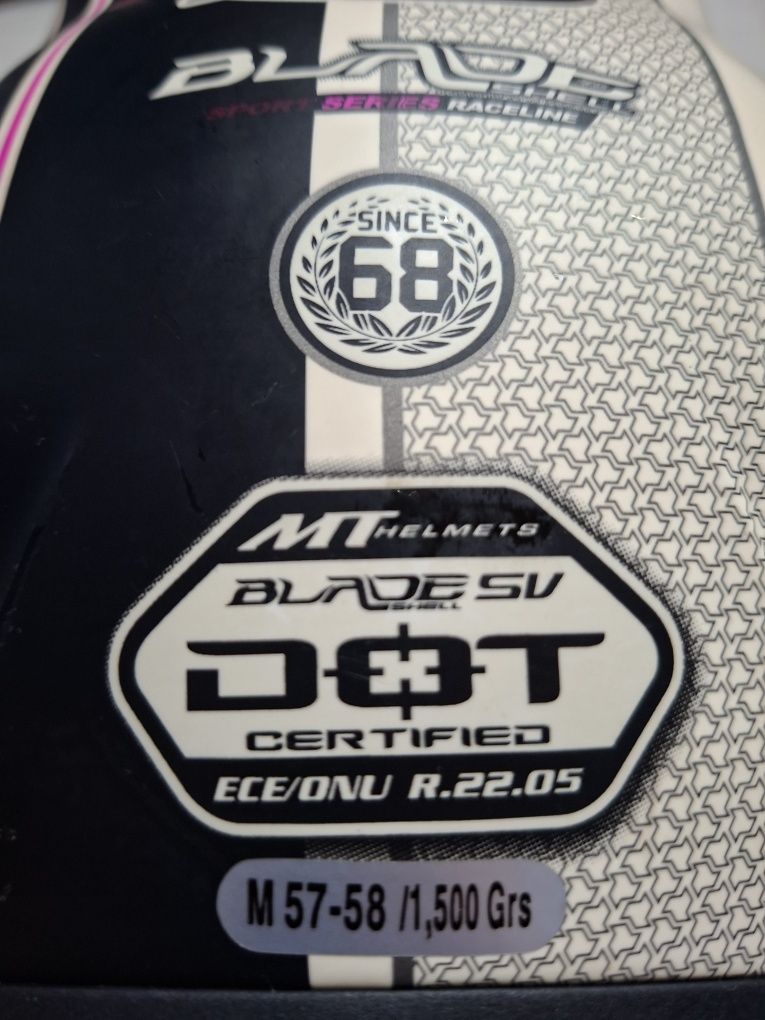 BLADE
SHELL
SPORT SERIES RACELINE
SINCE
68
MT HELMETS
BLADE SV
SHELL
DOT
CERTIFIED
ECE/ONU R.22.05
M 57-58 /1,500 Grs